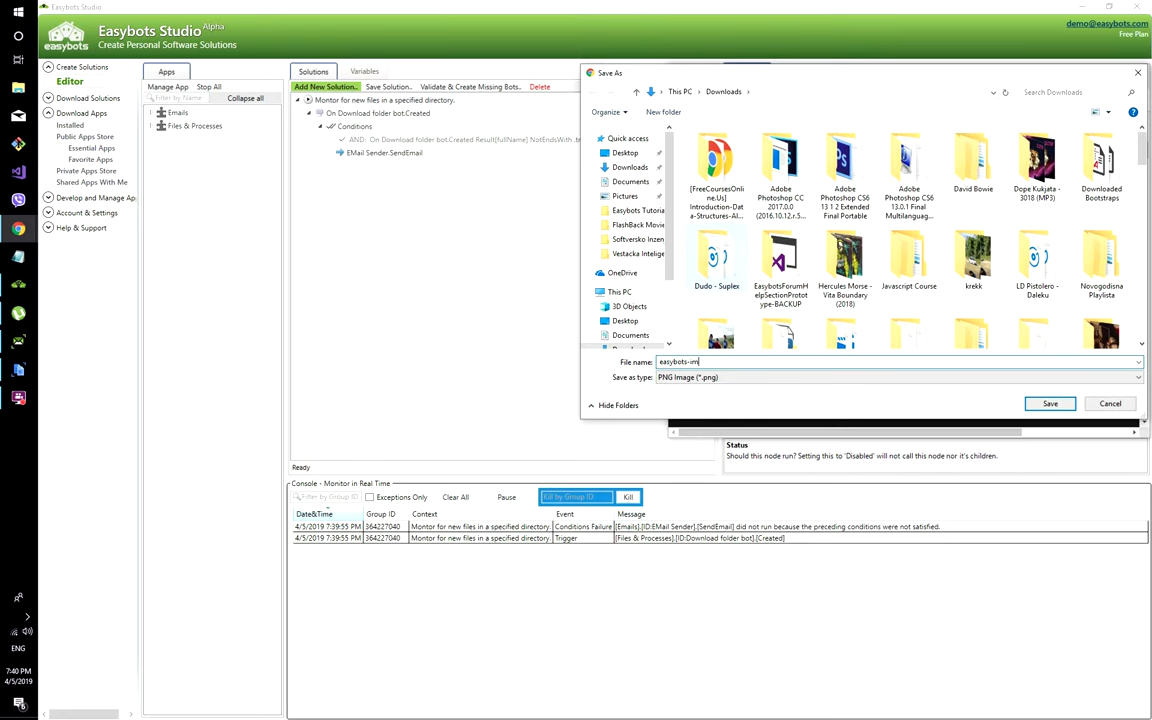 Easybots Studio
Easybots Studio Alpha
Create Personal Software Solutions
easybots
demo@easybots.com
Free Plan
Create Solutions
Editor
Download Solutions
Download Apps
Installed
Public Apps Store
Essential Apps
Favorite Apps
Private Apps Store
Shared Apps With Me
Develop and Manage Ap
Account & Settings
Help & Support
Apps
Manage App Stop All
Filter by Name Collapse all
Emails
Files & Processes
Solutions Variables
Add New Solution.. Save Solution.. Validate & Create Missing Bots.. Delete
Montor for new files in a specified directory.
On Download folder bot.Created
Conditions
AND: On Download folder bot.Created Result[fullName] NotEndsWith
EMail Sender.SendEmail
Ready
Save As
This PC > Downloads >
Search Downloads
Organize New folder
Quick access
Desktop
Downloads
Documents
Pictures
Easybots Tutoria
FlashBack Movie
Softversko Inzen
Vestacka Intelige
OneDrive
This PC
3D Objects
Desktop
Documents
[FreeCoursesOnline.Us] Introduction-Data-Structures-Al...
Adobe Photoshop CC 2017.0.0 (2016.10.12.r.5...
Adobe Photoshop CS6 13 1 2 Extended Final Portable
Adobe Photoshop CS6 13.0.1 Final Multilanguag...
David Bowie
Dope Kukjata - 3018 (MP3)
Downloaded Bootstraps
Dudo - Suplex
EasybotsForumHelpSectionPrototype-BACKUP
Hercules Morse - Vita Boundary (2018)
Javascript Course
krekk
LD Pistolero - Daleku
Novogodisna Playlista
File name: easybots-im
Save as type: PNG Image (*.png)
Hide Folders Save Cancel
Status
Should this node run? Setting this to 'Disabled' will not call this node nor it's children.
Console - Monitor in Real Time
Filter by Group ID Exceptions Only Clear All Pause Kill by Group ID Kill
Date&Time Group ID Context Event Message
4/5/2019 7:39:55 PM 364227040 Montor for new files in a specified directory. Conditions Failure [Emails].[ID:EMail Sender].[SendEmail] did not run because the preceding conditions were not satisfied.
4/5/2019 7:39:55 PM 364227040 Montor for new files in a specified directory. Trigger [Files & Processes].[ID:Download folder bot].[Created]
ENG
7:40 PM
4/5/2019